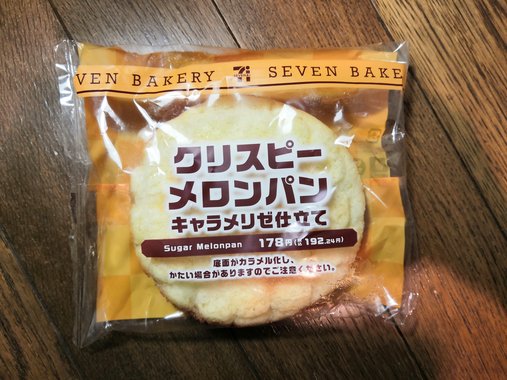 VEN BAKERY 7 SEVEN BAKE
クリスピー
メロンパン
キャラメリゼ仕立て
Sugar Melonpan 178円(税込192.24円)
底面がカラメル化し、
かたい場合がありますのでご注意ください。